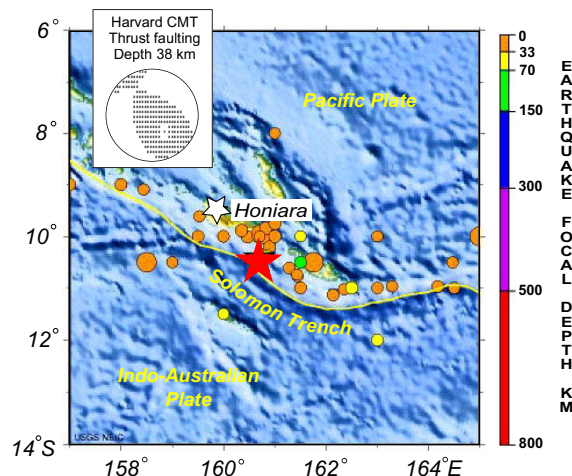 Harvard CMT
Thrust faulting
Depth 38 km
6°
8°
10°
12°
14°S
158°
160°
162°
164°E
Pacific Plate
Honiara
Solomon Trench
Indo-Australian
Plate
USGS NEIC
0
33
70
150
300
500
800
EARTHQUAKE FOCAL DEPTH KM